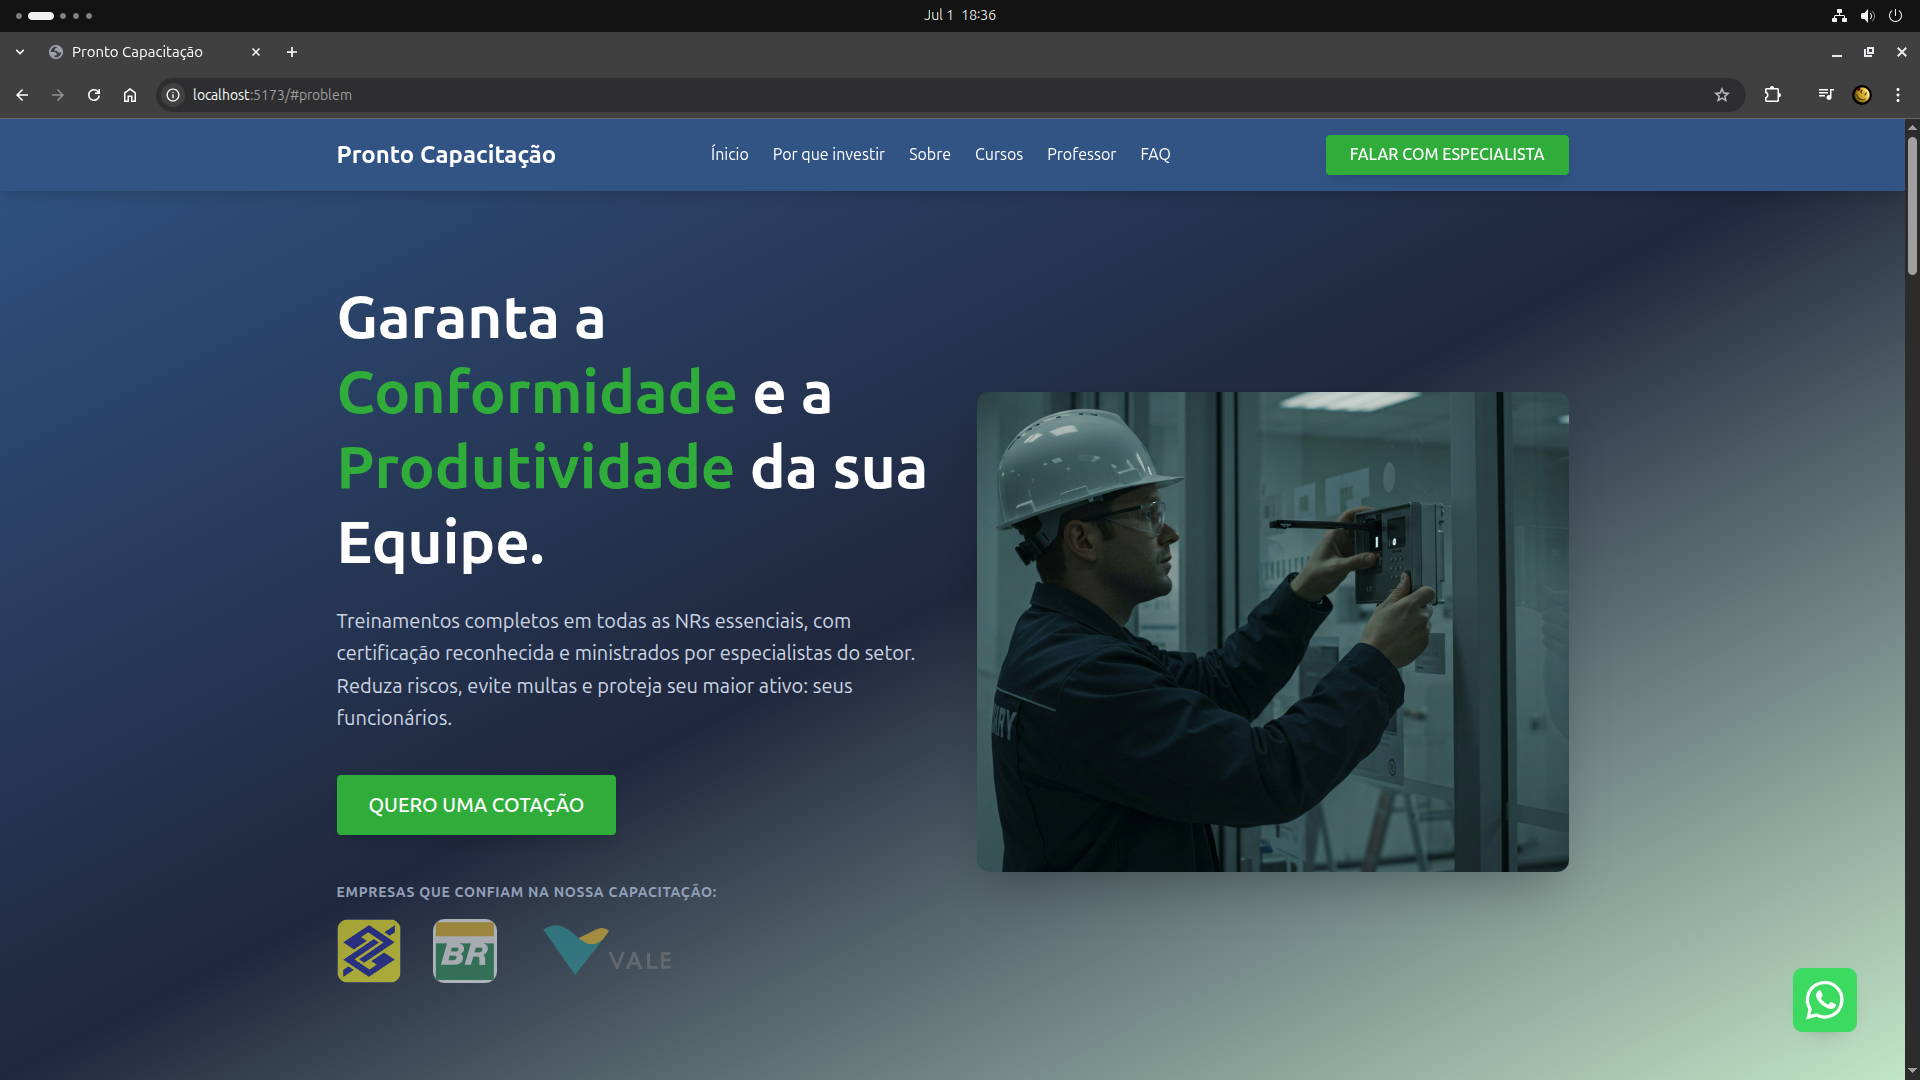 Jul 1 18:36
Pronto Capacitação
localhost:5173/#problem
Pronto Capacitação
Ínicio
Por que investir
Sobre
Cursos
Professor
FAQ
FALAR COM ESPECIALISTA
Garanta a
Conformidade e a
Produtividade da sua
Equipe.
Treinamentos completos em todas as NRs essenciais, com
certificação reconhecida e ministrados por especialistas do setor.
Reduza riscos, evite multas e proteja seu maior ativo: seus
funcionários.
QUERO UMA COTAÇÃO
EMPRESAS QUE CONFIAM NA NOSSA CAPACITAÇÃO:
BR
VALE